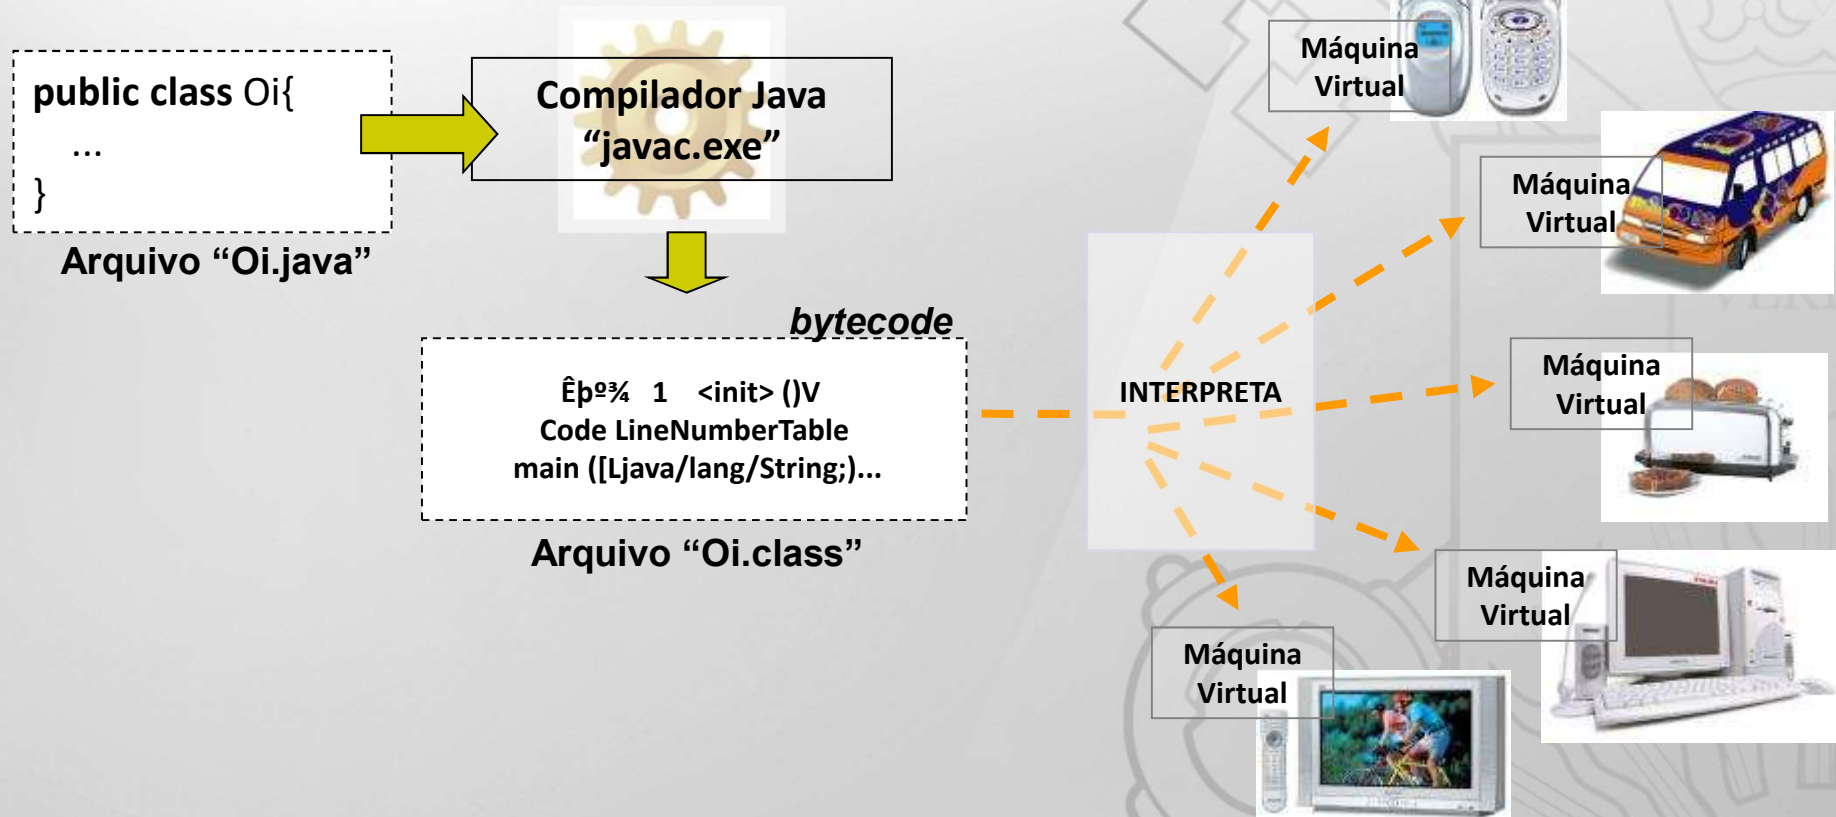 public class Oi{
...
}
Arquivo “Oi.java”
Compilador Java
“javac.exe”
bytecode
Êþº¾ 1 <init> ()V
Code LineNumberTable
main ([Ljava/lang/String;)...
Arquivo “Oi.class”
INTERPRETA
Máquina
Virtual
Máquina
Virtual
Máquina
Virtual
Máquina
Virtual
Máquina
Virtual